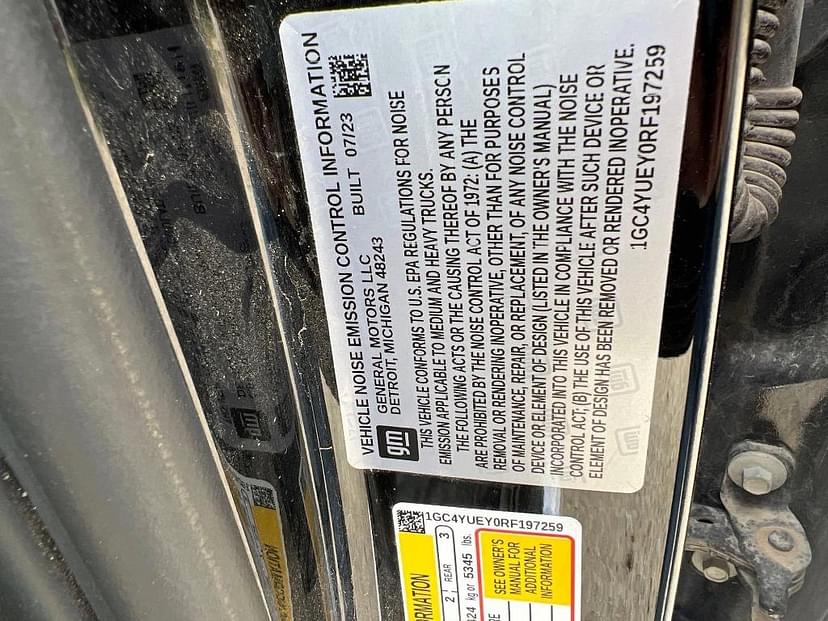 VEHICLE NOISE EMISSION CONTROL INFORMATION
gm
GENERAL MOTORS LLC
DETROIT, MICHIGAN 48243
BUILT 07/23
THIS VEHICLE CONFORMS TO U.S. EPA REGULATIONS FOR NOISE
EMISSION APPLICABLE TO MEDIUM AND HEAVY TRUCKS.
THE FOLLOWING ACTS OR THE CAUSING THEREOF BY ANY PERSON
ARE PROHIBITED BY THE NOISE CONTROL ACT OF 1972: (A) THE
REMOVAL OR RENDERING INOPERATIVE, OTHER THAN FOR PURPOSES
OF MAINTENANCE, REPAIR, OR REPLACEMENT, OF ANY NOISE CONTROL
DEVICE OR ELEMENT OF DESIGN (LISTED IN THE OWNER'S MANUAL)
INCORPORATED INTO THIS VEHICLE IN COMPLIANCE WITH THE NOISE
CONTROL ACT; (B) THE USE OF THIS VEHICLE AFTER SUCH DEVICE OR
ELEMENT OF DESIGN HAS BEEN REMOVED OR RENDERED INOPERATIVE.
1GC4YUEY0RF197259
1GC4YUEY0RF197259
2 REAR 3
kg or 5345 lbs.
SEE OWNER'S
MANUAL FOR
ADDITIONAL
INFORMATION